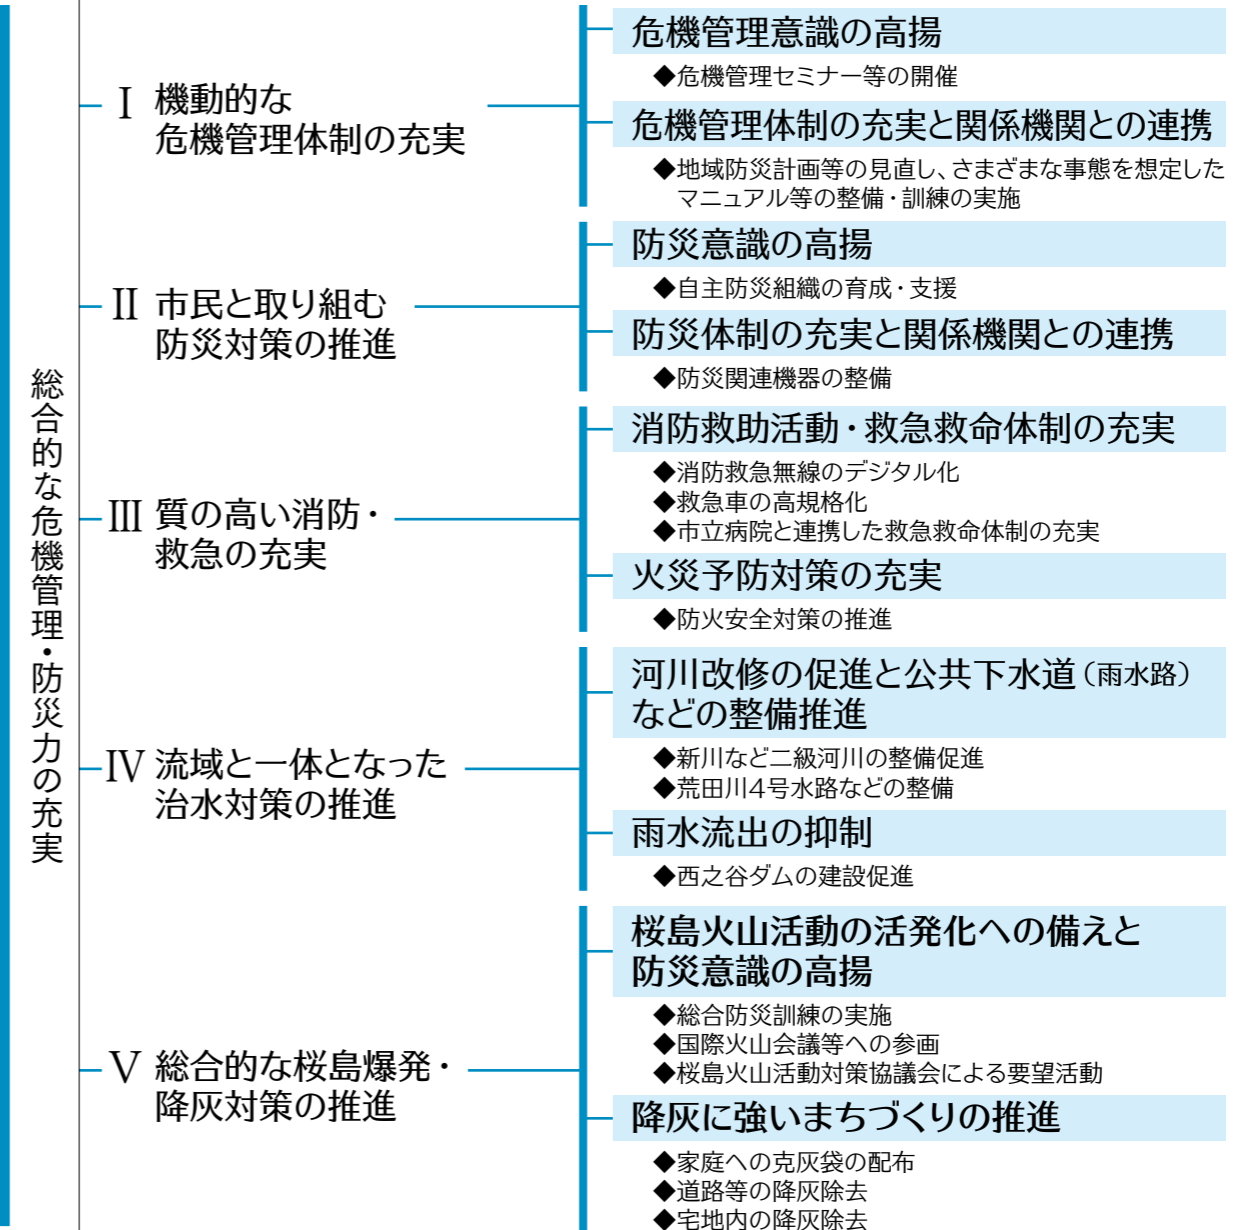 総合的な危機管理・防災力の充実
Ⅰ 機動的な
危機管理体制の充実
危機管理意識の高揚
◆危機管理セミナー等の開催
危機管理体制の充実と関係機関との連携
◆地域防災計画等の見直し、さまざまな事態を想定した
マニュアル等の整備・訓練の実施
Ⅱ 市民と取り組む
防災対策の推進
防災意識の高揚
◆自主防災組織の育成・支援
防災体制の充実と関係機関との連携
◆防災関連機器の整備
Ⅲ 質の高い消防・
救急の充実
消防救助活動・救急救命体制の充実
◆消防救急無線のデジタル化
◆救急車の高規格化
◆市立病院と連携した救急救命体制の充実
火災予防対策の充実
◆防火安全対策の推進
Ⅳ 流域と一体となった
治水対策の推進
河川改修の促進と公共下水道（雨水路）
などの整備推進
◆新川など二級河川の整備促進
◆荒田川4号水路などの整備
雨水流出の抑制
◆西之谷ダムの建設促進
Ⅴ 総合的な桜島爆発・
降灰対策の推進
桜島火山活動の活発化への備えと
防災意識の高揚
◆総合防災訓練の実施
◆国際火山会議等への参画
◆桜島火山活動対策協議会による要望活動
降灰に強いまちづくりの推進
◆家庭への克灰袋の配布
◆道路等の降灰除去
◆宅地内の降灰除去